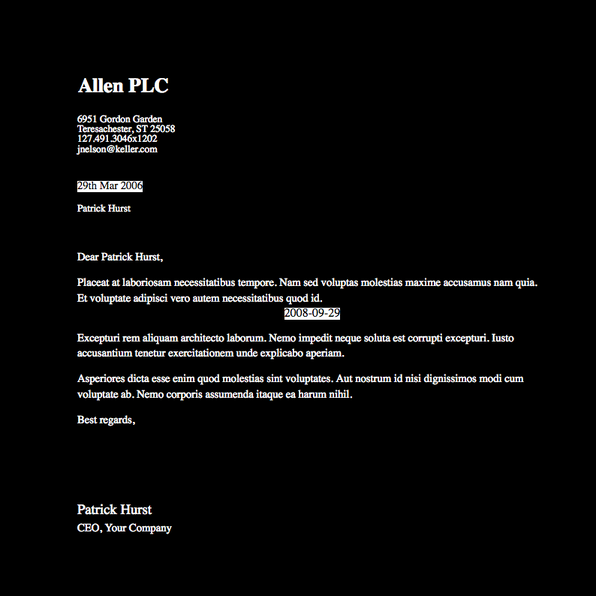 Allen PLC
6951 Gordon Garden
Teresachester, ST 25058
127.491.3046x1202
jnelson@keller.com
29th Mar 2006
Patrick Hurst
Dear Patrick Hurst,
Placeat at laboriosam necessitatibus tempore. Nam sed voluptas molestias maxime accusamus nam quia.
Et voluptate adipisci vero autem necessitatibus quod id.
2008-09-29
Excepturi rem aliquam architecto laborum. Nemo impedit neque soluta est corrupti excepturi. Iusto
accusantium tenetur exercitationem unde explicabo aperiam.
Asperiores dicta esse enim quod molestias sint voluptates. Aut nostrum id nisi dignissimos modi cum
voluptate ab. Nemo corporis assumenda itaque ea harum nihil.
Best regards,
Patrick Hurst
CEO, Your Company